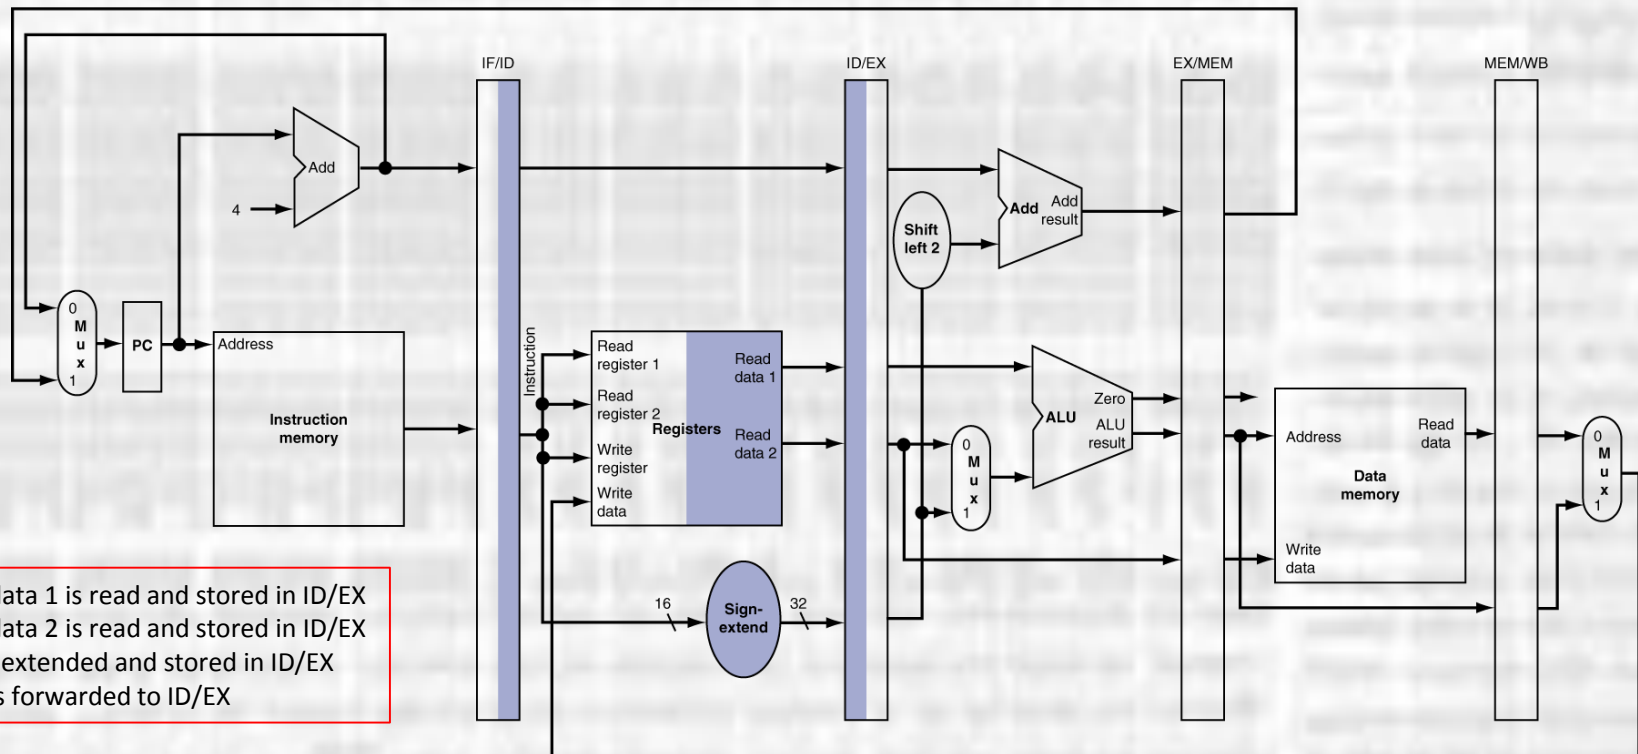 IF/ID
ID/EX
EX/MEM
MEM/WB
Add
4
Shift
left 2
Add
Add
result
0
M
u
x
1
PC
Address
Instruction
memory
Instruction
Read
register 1
Read
register 2
Write
register
Write
data
Registers
Read
data 1
Read
data 2
0
M
u
x
1
ALU
Zero
ALU
result
Address
Read
data
Data
memory
Write
data
0
M
u
x
1
16
Sign-
extend
32
data 1 is read and stored in ID/EX
data 2 is read and stored in ID/EX
extended and stored in ID/EX
s forwarded to ID/EX